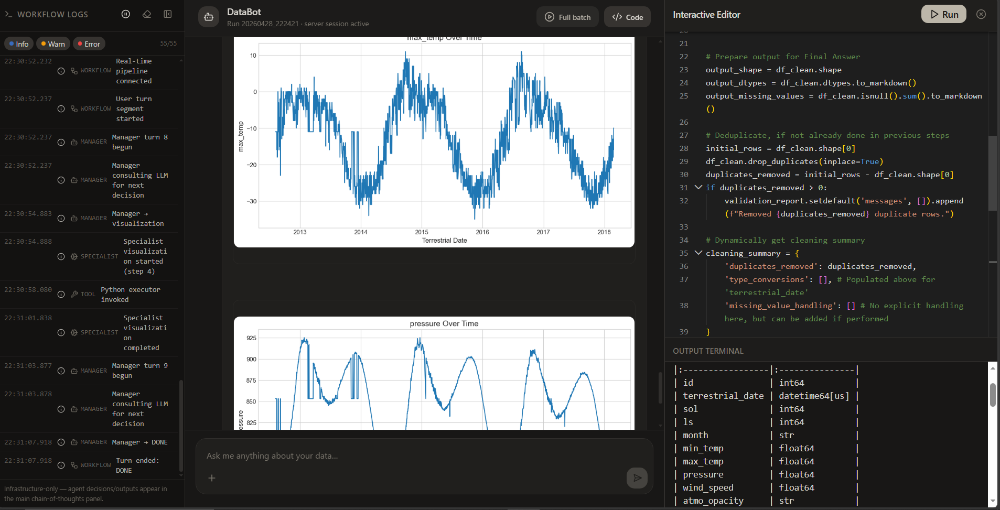 WORKFLOW LOGS
Info
Warn
Error
55/55
22:30:52.232
WORKFLOW
Real-time
pipeline
connected
22:30:52.237
WORKFLOW
User turn
segment
started
22:30:52.237
MANAGER
Manager turn 8
begun
22:30:52.237
MANAGER
Manager
consulting LLM
for next
decision
22:30:54.883
MANAGER
Manager →
visualization
22:30:54.888
SPECIALIST
Specialist
visualizati
on started
(step 4)
22:30:58.080
TOOL
Python executor
invoked
22:31:01.838
SPECIALIST
Specialist
visualizati
on
completed
22:31:03.877
MANAGER
Manager turn 9
begun
22:31:03.878
MANAGER
Manager
consulting LLM
for next
decision
22:31:07.918
MANAGER
Manager → DONE
22:31:07.918
WORKFLOW
Turn ended:
DONE
Infrastructure-only — agent decisions/outputs appear in
the main chain-of-thoughts panel.
DataBot
Run 20260428_222421 · server session active
Full batch
</> Code
max_temp Over Time
10
0
−10
−20
−30
max_temp
2013 2014 2015 2016 2017 2018
Terrestrial Date
pressure Over Time
925
900
875
850
825
essure
Ask me anything about your data...
Interactive Editor
Run
20
21
22 # Prepare output for Final Answer
23 output_shape = df_clean.shape
24 output_dtypes = df_clean.dtypes.to_markdown()
25 output_missing_values = df_clean.isnull().sum().to_markdown
()
26
27 # Deduplicate, if not already done in previous steps
28 initial_rows = df_clean.shape[0]
29 df_clean.drop_duplicates(inplace=True)
30 duplicates_removed = initial_rows - df_clean.shape[0]
31 if duplicates_removed > 0:
32 validation_report.setdefault('messages', []).append
(f"Removed {duplicates_removed} duplicate rows.")
33
34 # Dynamically get cleaning summary
35 cleaning_summary = {
36 'duplicates_removed': duplicates_removed,
37 'type_conversions': [], # Populated above for
'terrestrial_date'
38 'missing_value_handling': [] # No explicit handling
here, but can be added if performed
39 }
OUTPUT TERMINAL
|:-----------------|:---------------|
| id | int64 |
| terrestrial_date | datetime64[us] |
| sol | int64 |
| ls | int64 |
| month | str |
| min_temp | float64 |
| max_temp | float64 |
| pressure | float64 |
| wind_speed | float64 |
| atmo_opacity | str |